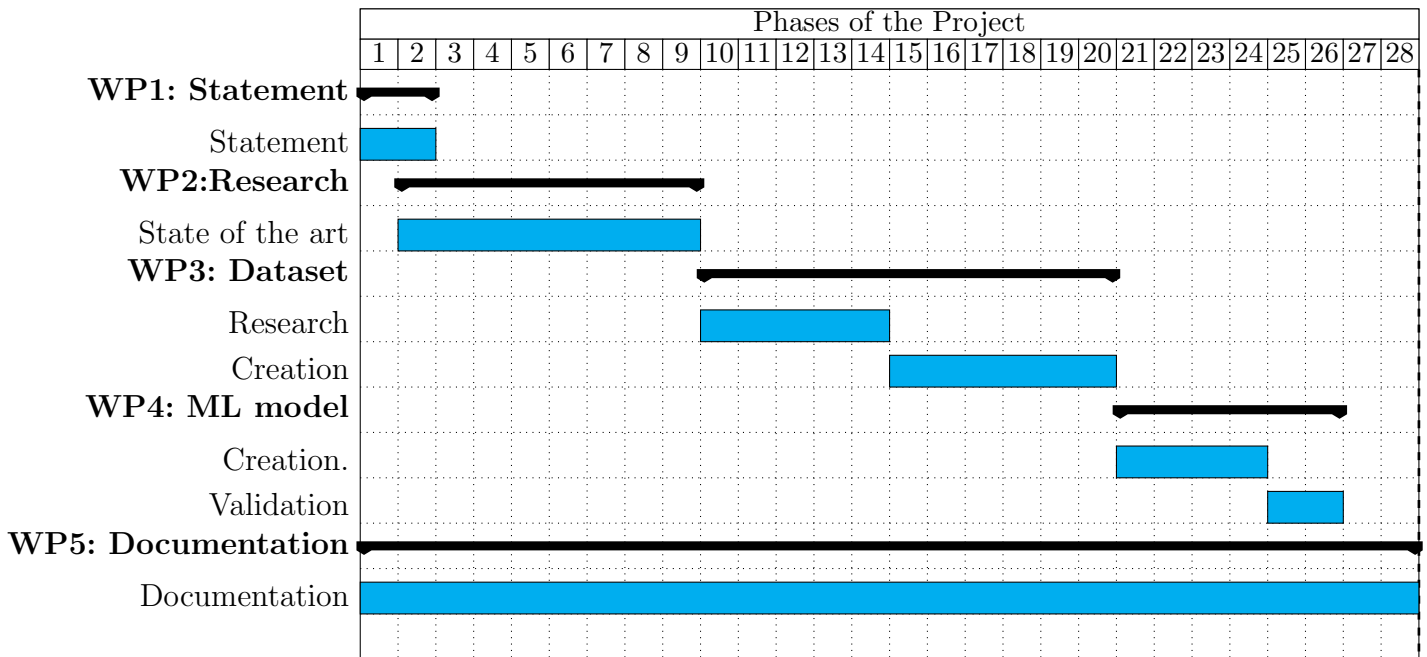 Phases of the Project
1 2 3 4 5 6 7 8 9 10 11 12 13 14 15 16 17 18 19 20 21 22 23 24 25 26 27 28
WP1: Statement
Statement
WP2:Research
State of the art
WP3: Dataset
Research
Creation
WP4: ML model
Creation.
Validation
WP5: Documentation
Documentation